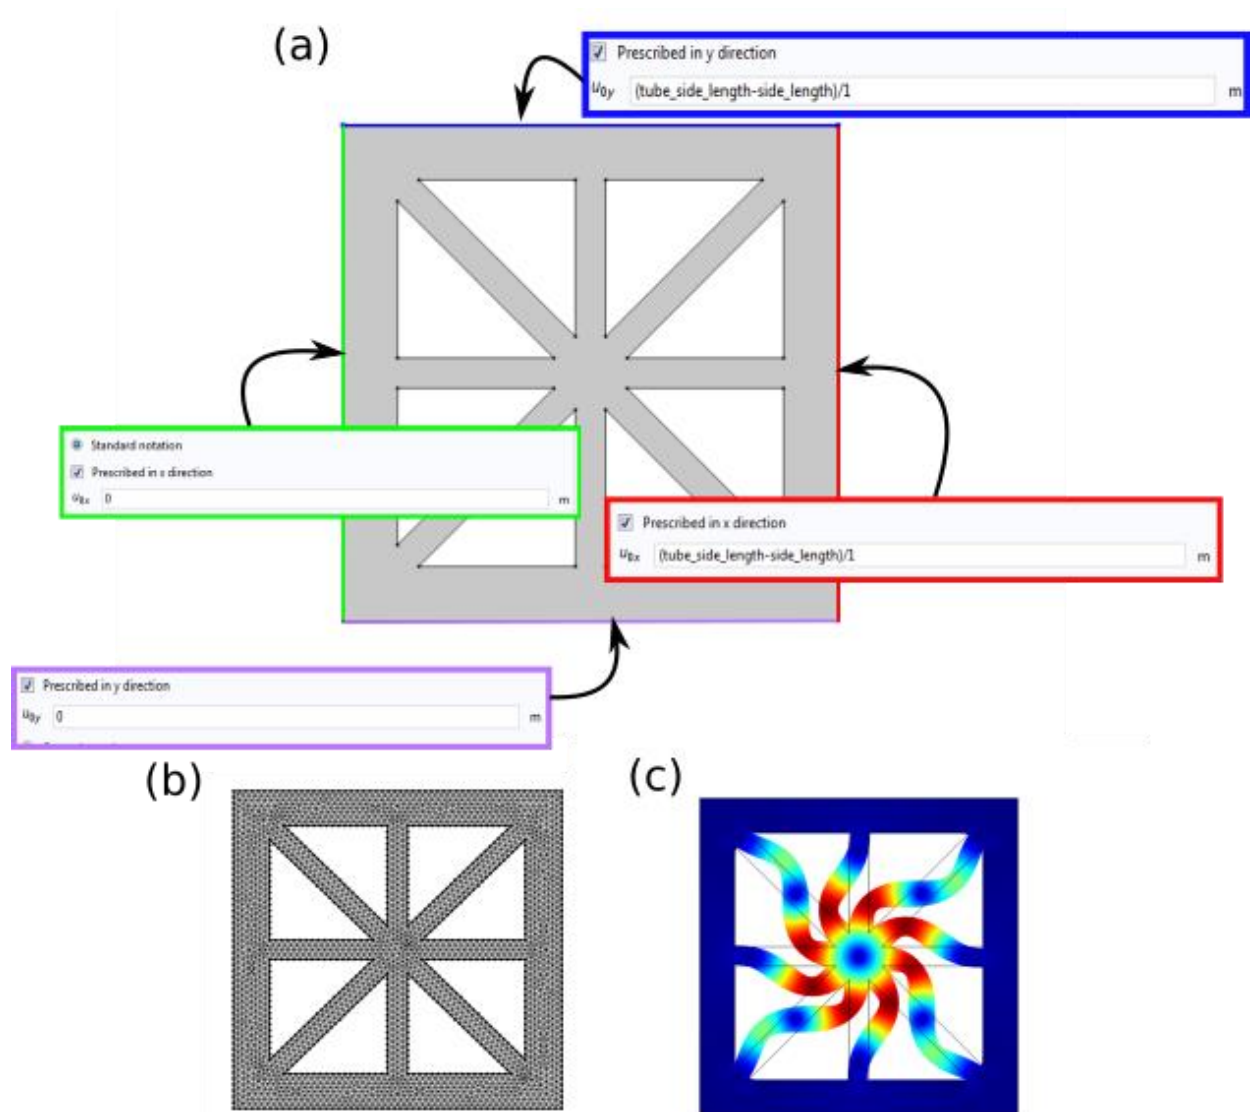 (a)
Prescribed in y direction
u0y (tube_side_length-side_length)/1 m
Standard notation
Prescribed in x direction
u0x 0 m
Prescribed in x direction
u0x (tube_side_length-side_length)/1 m
Prescribed in y direction
u0y 0 m
(b)
(c)